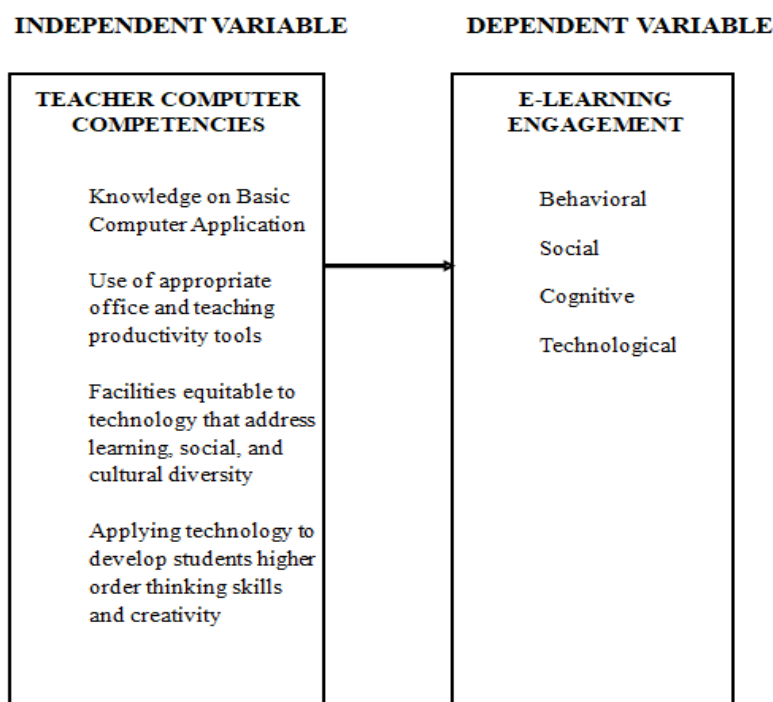 INDEPENDENT VARIABLE
TEACHER COMPUTER
COMPETENCIES
Knowledge on Basic
Computer Application
Use of appropriate
office and teaching
productivity tools
Facilities equitable to
technology that address
learning, social, and
cultural diversity
Applying technology to
develop students higher
order thinking skills
and creativity
DEPENDENT VARIABLE
E-LEARNING
ENGAGEMENT
Behavioral
Social
Cognitive
Technological